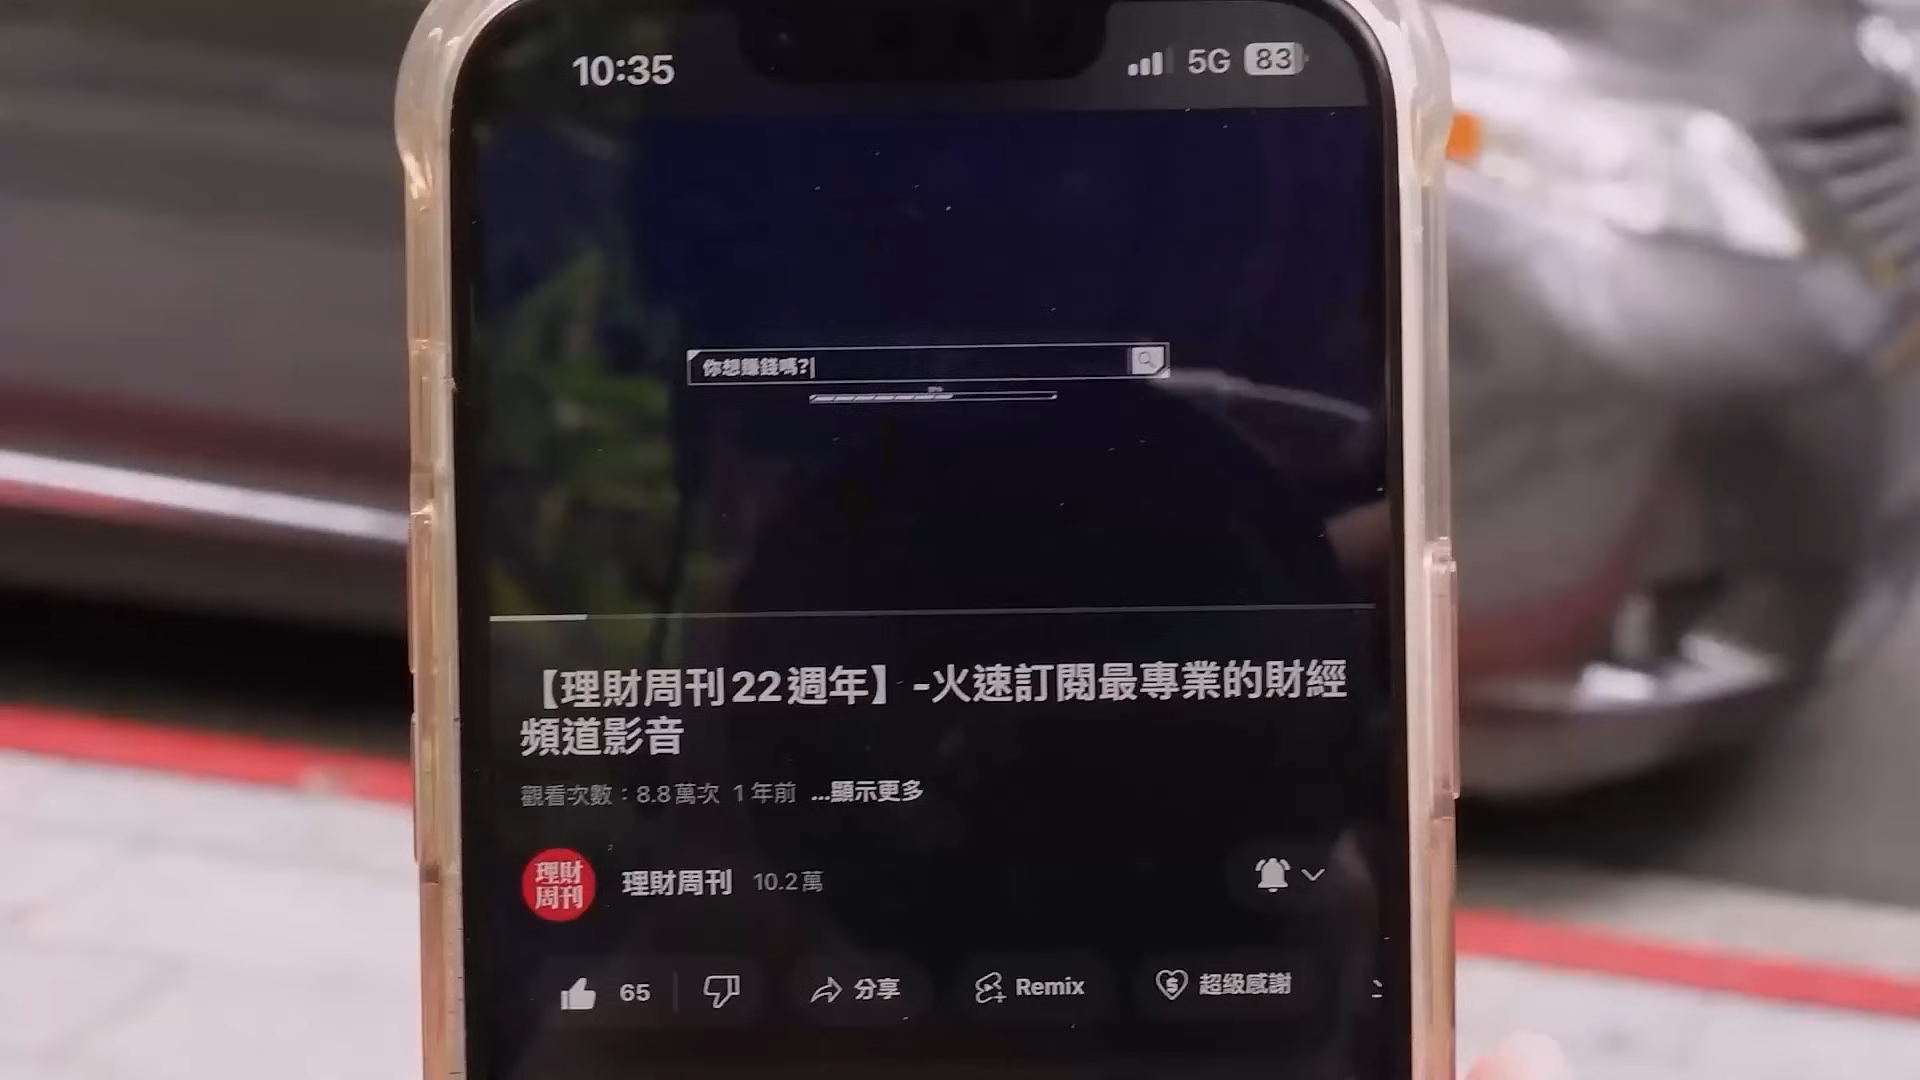 10:35
5G 83
你想賺錢嗎?
【理財周刊22週年】-火速訂閱最專業的財經
頻道影音
觀看次數：8.8萬次 1年前 ...顯示更多
理財
周刊
理財周刊 10.2萬
65
分享
Remix
超級感謝